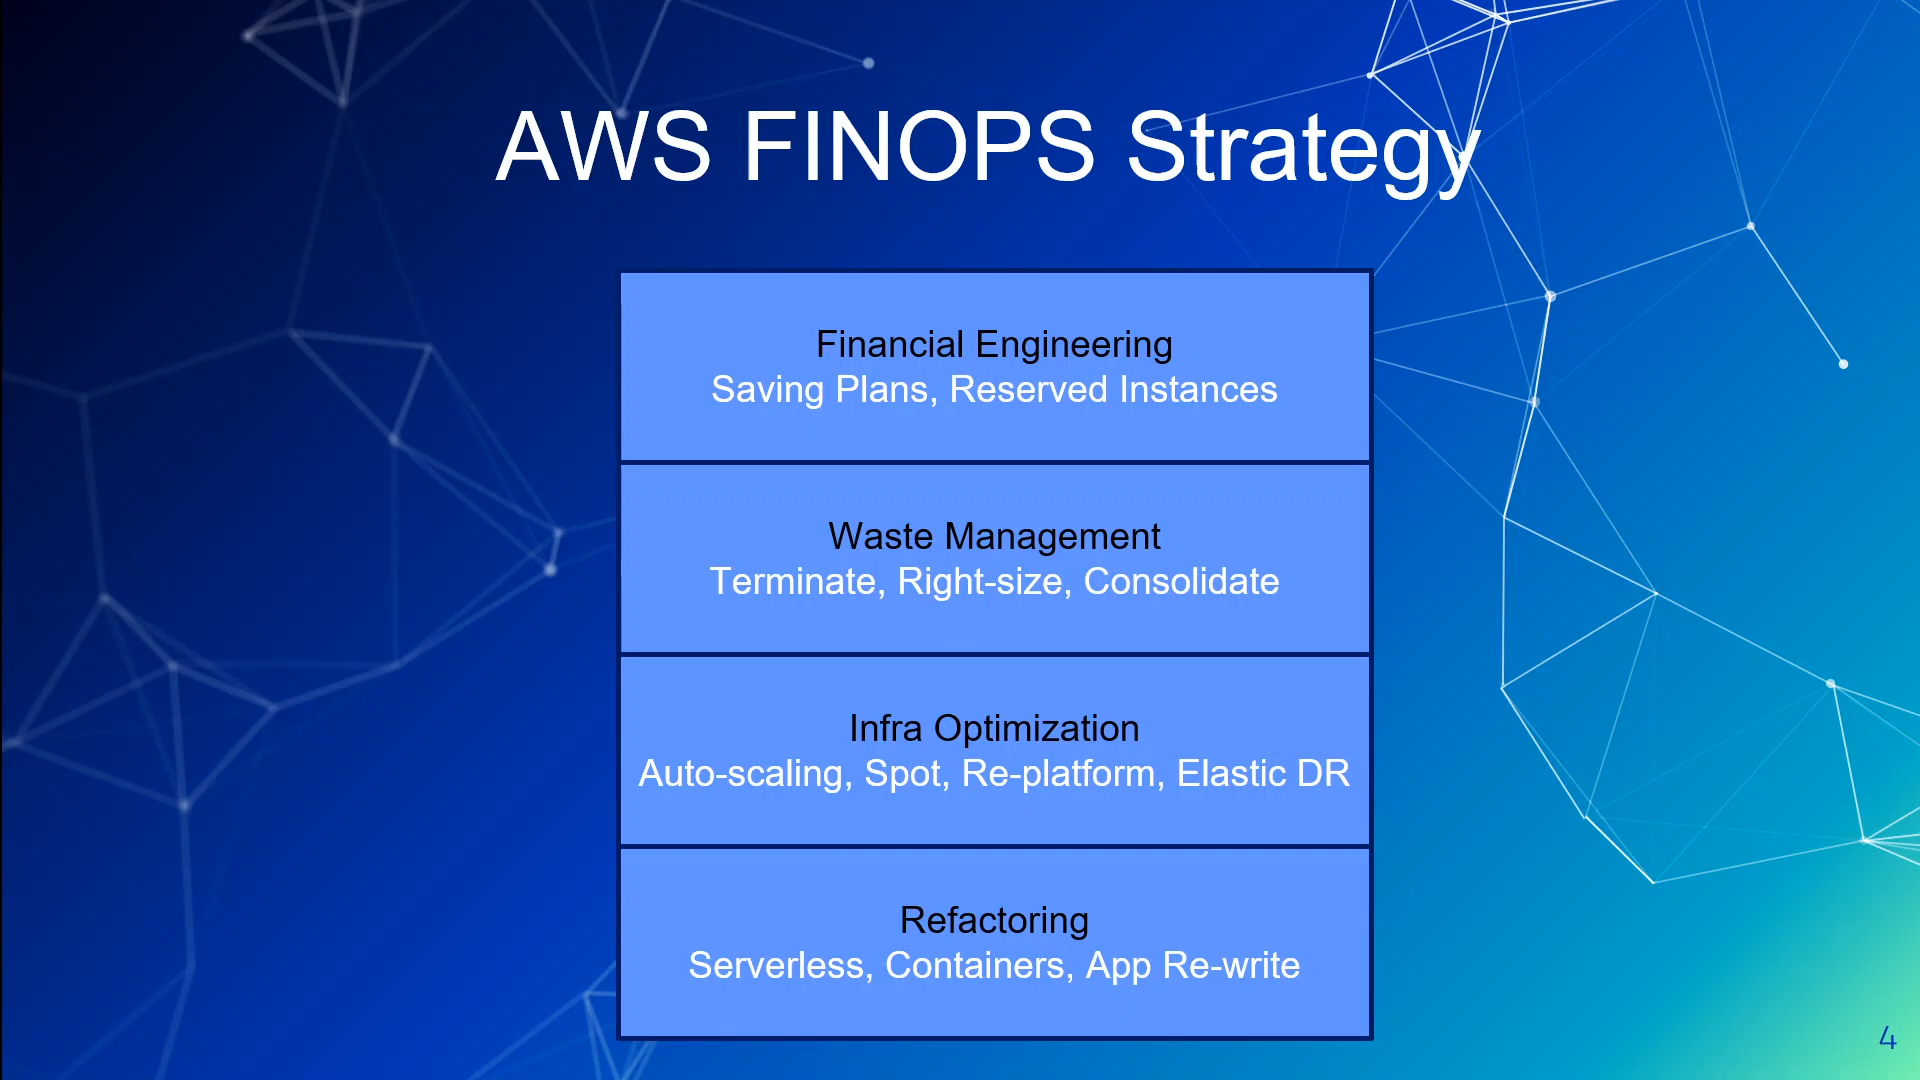 AWS FINOPS Strategy
Financial Engineering
Saving Plans, Reserved Instances
Waste Management
Terminate, Right-size, Consolidate
Infra Optimization
Auto-scaling, Spot, Re-platform, Elastic DR
Refactoring
Serverless, Containers, App Re-write
4